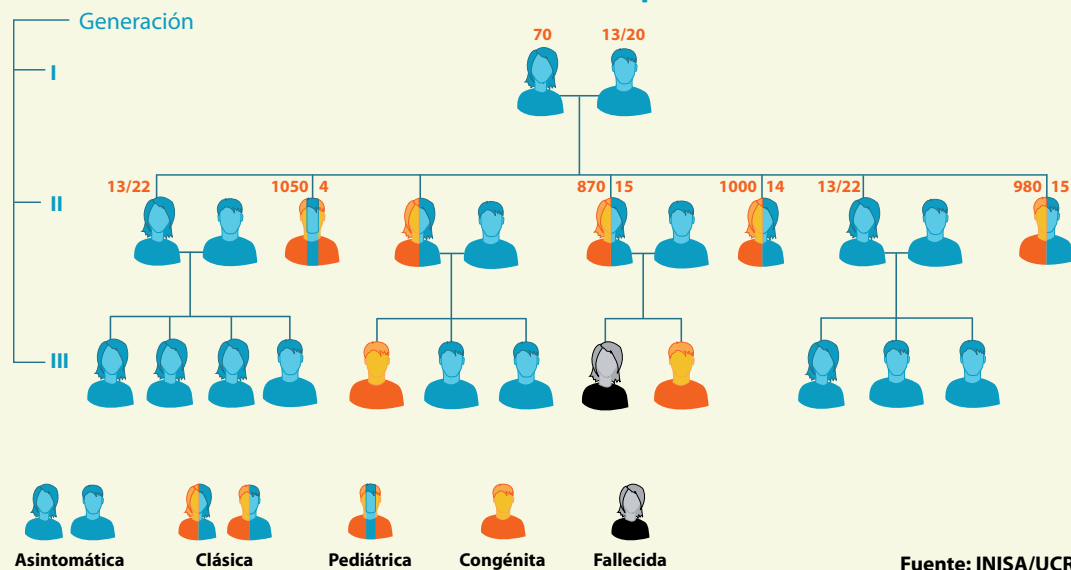 Generación
70 13/20
I
13/22 1050 4 870 15 1000 14 13/22 980 15
II
III
Asintomática Clásica Pediátrica Congénita Fallecida
Fuente: INISA/UCR